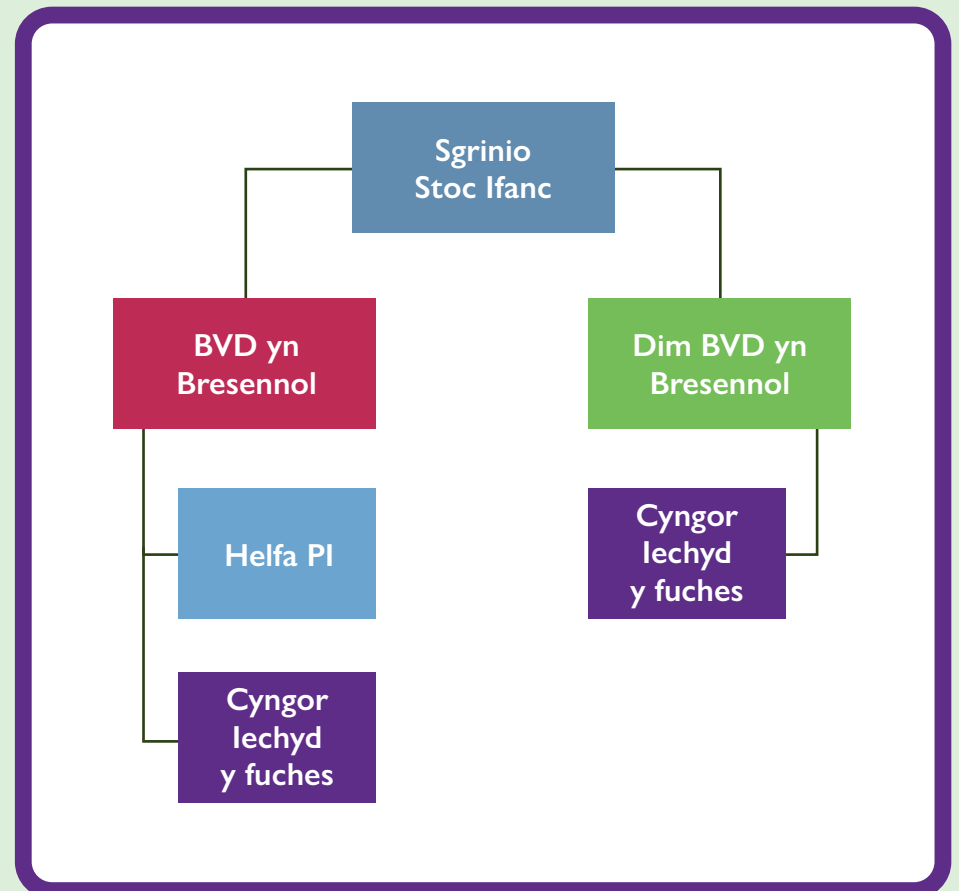 Sgrinio
Stoc Ifanc
BVD yn
Bresennol
Dim BVD yn
Bresennol
Helfa PI
Cyngor
Iechyd
y fuches
Cyngor
Iechyd
y fuches